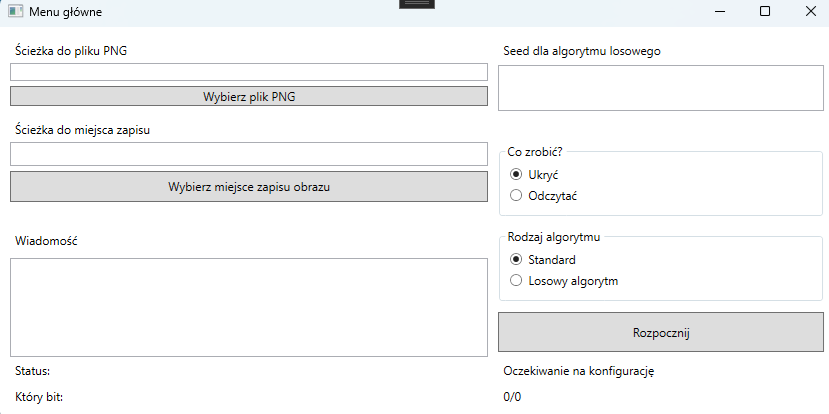 Menu główne
Ścieżka do pliku PNG
Wybierz plik PNG
Ścieżka do miejsca zapisu
Wybierz miejsce zapisu obrazu
Wiadomość
Seed dla algorytmu losowego
Co zrobić?
Ukryć
Odczytać
Rodzaj algorytmu
Standard
Losowy algorytm
Rozpocznij
Status:
Oczekiwanie na konfigurację
Który bit:
0/0